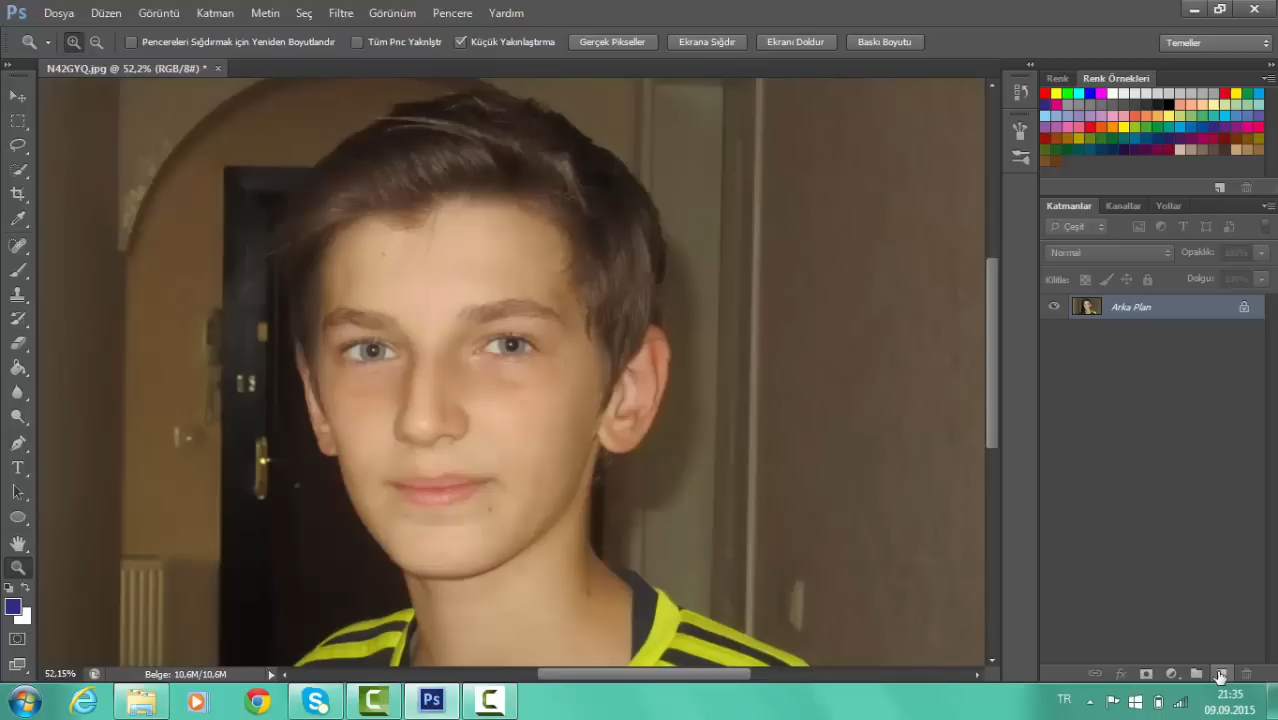 Ps Dosya Düzen Görüntü Katman Metin Seç Filtre Görünüm Pencere Yardım
Pencereleri Sığdırmak için Yeniden Boyutlandır Tüm Pnc Yaknlştr Küçük Yakınlaştırma Gerçek Pikseller Ekrana Sığdır Ekranı Doldur Baskı Boyutu Temeller
N42GYQ.jpg @ 52,2% (RGB/8#) *
Renk Renk Örnekleri
Katmanlar Kanallar Yollar
Çeşit
Normal Opaklık: 100%
Kilitle: Dolgu: 100%
Arka Plan
52,15% Belge: 10,6M/10,6M
TR
21:35
09.09.2015